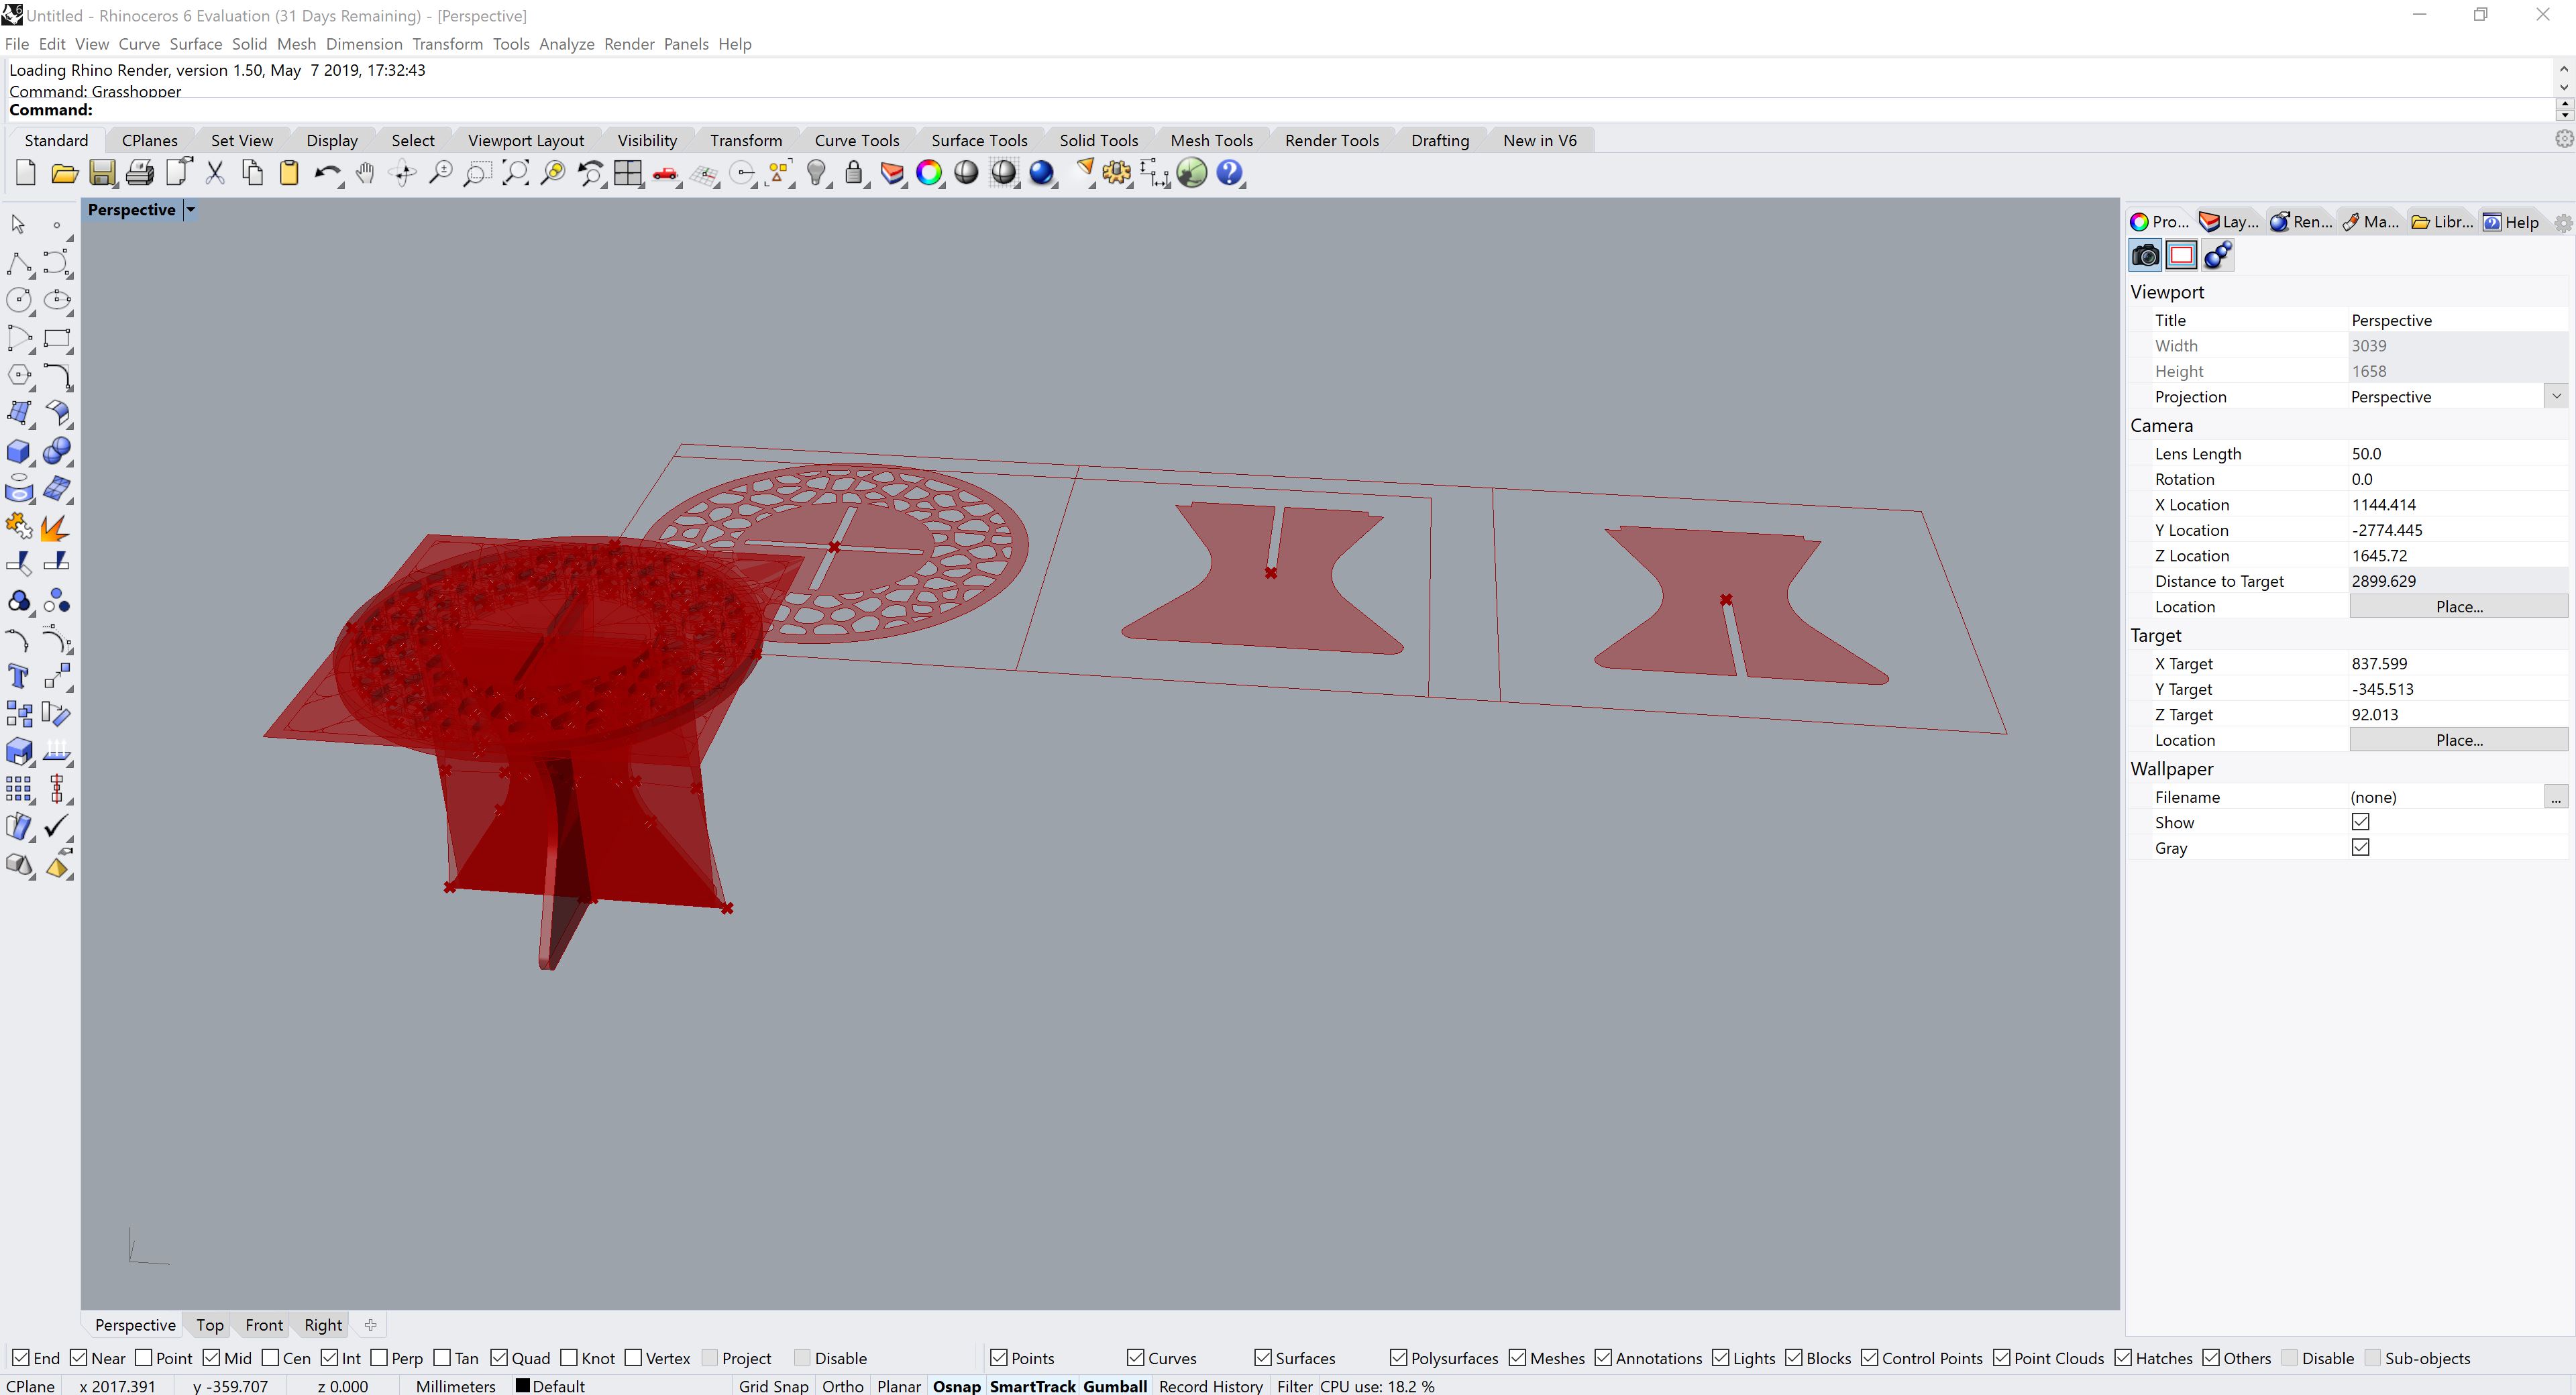 Untitled - Rhinoceros 6 Evaluation (31 Days Remaining) - [Perspective]
File Edit View Curve Surface Solid Mesh Dimension Transform Tools Analyze Render Panels Help
Loading Rhino Render, version 1.50, May 7 2019, 17:32:43
Command: Grasshopper
Command:
Standard CPlanes Set View Display Select Viewport Layout Visibility Transform Curve Tools Surface Tools Solid Tools Mesh Tools Render Tools Drafting New in V6
Perspective
Pro... Lay... Ren... Ma... Libr... Help
Viewport
Title Perspective
Width 3039
Height 1658
Projection Perspective
Camera
Lens Length 50.0
Rotation 0.0
X Location 1144.414
Y Location -2774.445
Z Location 1645.72
Distance to Target 2899.629
Location Place...
Target
X Target 837.599
Y Target -345.513
Z Target 92.013
Location Place...
Wallpaper
Filename (none) ...
Show
Gray
Perspective Top Front Right
End Near Point Mid Cen Int Perp Tan Quad Knot Vertex Project Disable Points Curves Surfaces Polysurfaces Meshes Annotations Lights Blocks Control Points Point Clouds Hatches Others Disable Sub-objects
CPlane x 2017.391 y -359.707 z 0.000 Millimeters Default Grid Snap Ortho Planar Osnap SmartTrack Gumball Record History Filter CPU use: 18.2 %